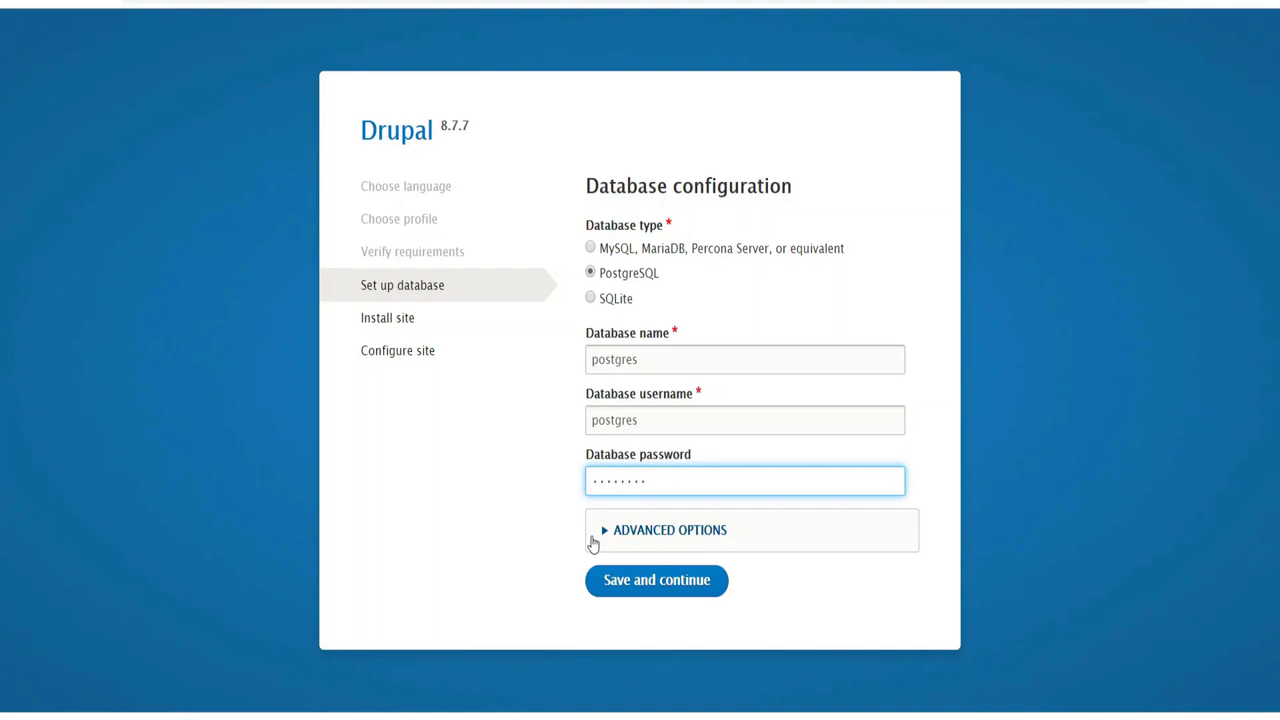 Drupal 8.7.7
Choose language
Choose profile
Verify requirements
Set up database
Install site
Configure site
Database configuration
Database type *
MySQL, MariaDB, Percona Server, or equivalent
PostgreSQL
SQLite
Database name *
postgres
Database username *
postgres
Database password
········
ADVANCED OPTIONS
Save and continue